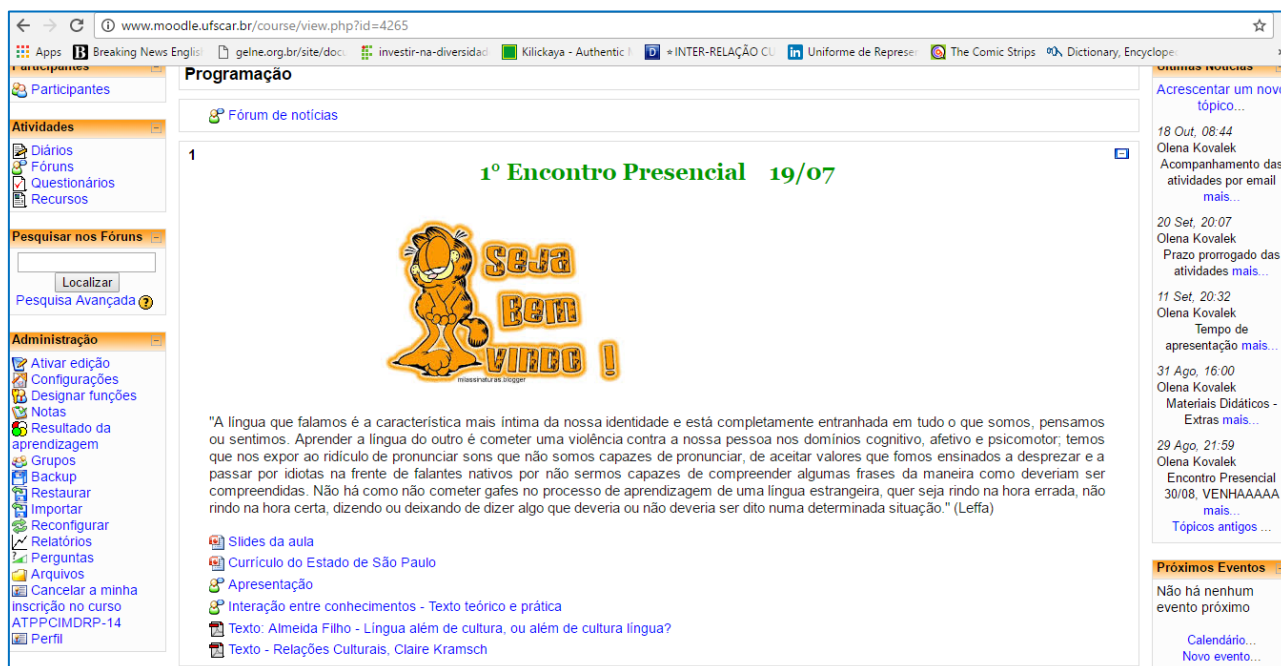 www.moodle.ufscar.br/course/view.php?id=4265
Apps Breaking News Englis gelne.org.br/site/docu investir-na-diversidad Kilickaya - Authentic M D *INTER-RELAÇÃO CU Uniforme de Represer The Comic Strips Dictionary, Encyclope
Participantes
Participantes
Atividades
Diários
Fóruns
Questionários
Recursos
Pesquisar nos Fóruns
Localizar
Pesquisa Avançada
Administração
Ativar edição
Configurações
Designar funções
Notas
Resultado da
aprendizagem
Grupos
Backup
Restaurar
Importar
Reconfigurar
Relatórios
Perguntas
Arquivos
Cancelar a minha
inscrição no curso
ATPPCIMDRP-14
Perfil
Programação
Fórum de notícias
1
1º Encontro Presencial 19/07
SEJA
BEM
VINDO !
milassinaturas.blogger
"A língua que falamos é a característica mais íntima da nossa identidade e está completamente entranhada em tudo o que somos, pensamos
ou sentimos. Aprender a língua do outro é cometer uma violência contra a nossa pessoa nos domínios cognitivo, afetivo e psicomotor; temos
que nos expor ao ridículo de pronunciar sons que não somos capazes de pronunciar, de aceitar valores que fomos ensinados a desprezar e a
passar por idiotas na frente de falantes nativos por não sermos capazes de compreender algumas frases da maneira como deveriam ser
compreendidas. Não há como não cometer gafes no processo de aprendizagem de uma língua estrangeira, quer seja rindo na hora errada, não
rindo na hora certa, dizendo ou deixando de dizer algo que deveria ou não deveria ser dito numa determinada situação." (Leffa)
Slides da aula
Currículo do Estado de São Paulo
Apresentação
Interação entre conhecimentos - Texto teórico e prática
Texto: Almeida Filho - Língua além de cultura, ou além de cultura língua?
Texto - Relações Culturais, Claire Kramsch
Últimas Notícias
Acrescentar um novo
tópico...
18 Out, 08:44
Olena Kovalek
Acompanhamento das
atividades por email
mais...
20 Set, 20:07
Olena Kovalek
Prazo prorrogado das
atividades mais...
11 Set, 20:32
Olena Kovalek
Tempo de
apresentação mais...
31 Ago, 16:00
Olena Kovalek
Materiais Didáticos -
Extras mais...
29 Ago, 21:59
Olena Kovalek
Encontro Presencial
30/08, VENHAAAAA
mais...
Tópicos antigos ...
Próximos Eventos
Não há nenhum
evento próximo
Calendário...
Novo evento...